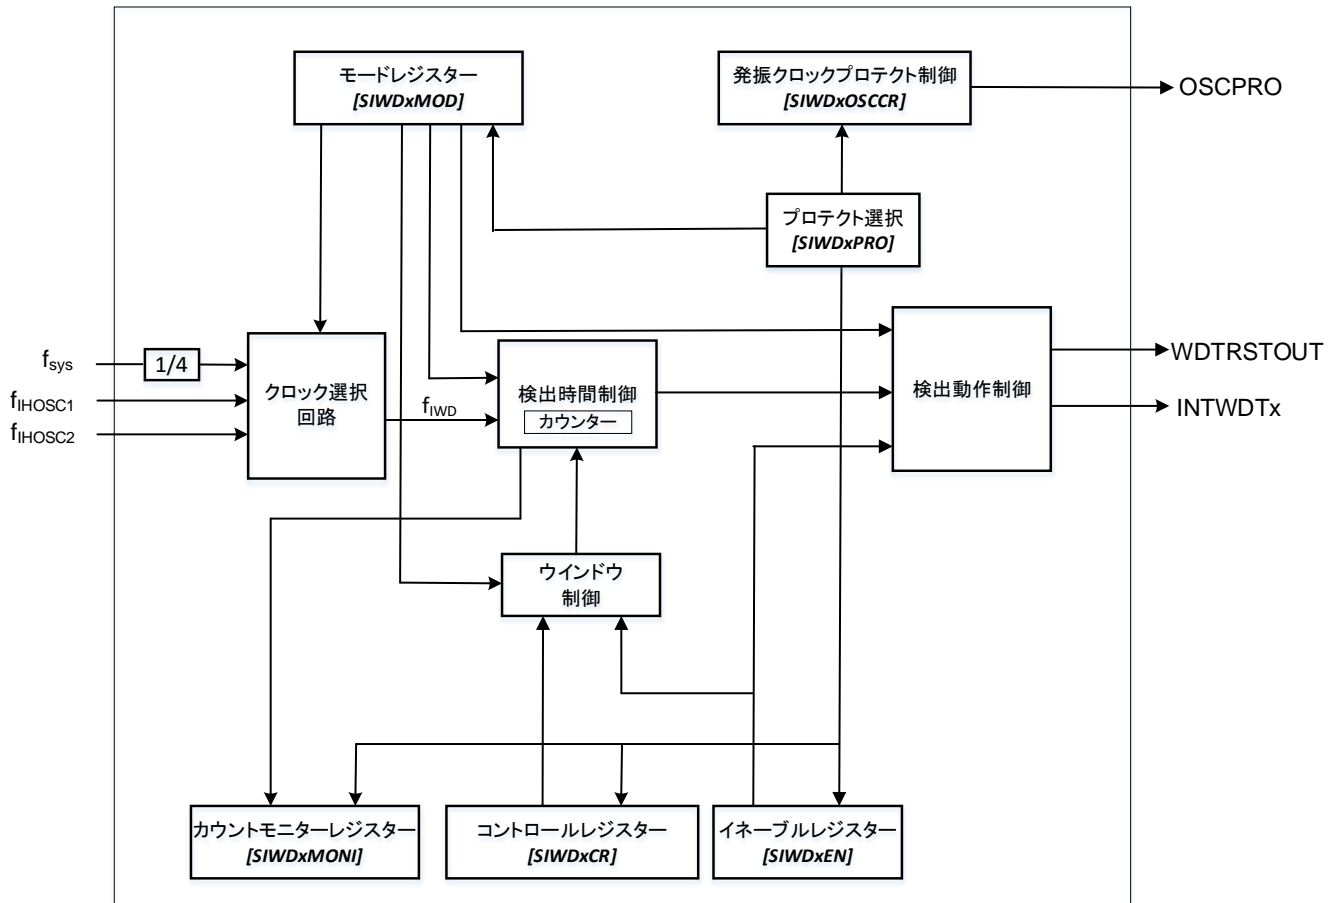 モードレジスター
[SIWDxMOD]
発振クロックプロテクト制御
[SIWDxOSCCR]
OSCPRO
プロテクト選択
[SIWDxPRO]
fsys
1/4
fIHOSC1
fIHOSC2
クロック選択
回路
fIWD
検出時間制御
カウンター
検出動作制御
WDTRSTOUT
INTWDTx
ウインドウ
制御
カウントモニターレジスター
[SIWDxMONI]
コントロールレジスター
[SIWDxCR]
イネーブルレジスター
[SIWDxEN]